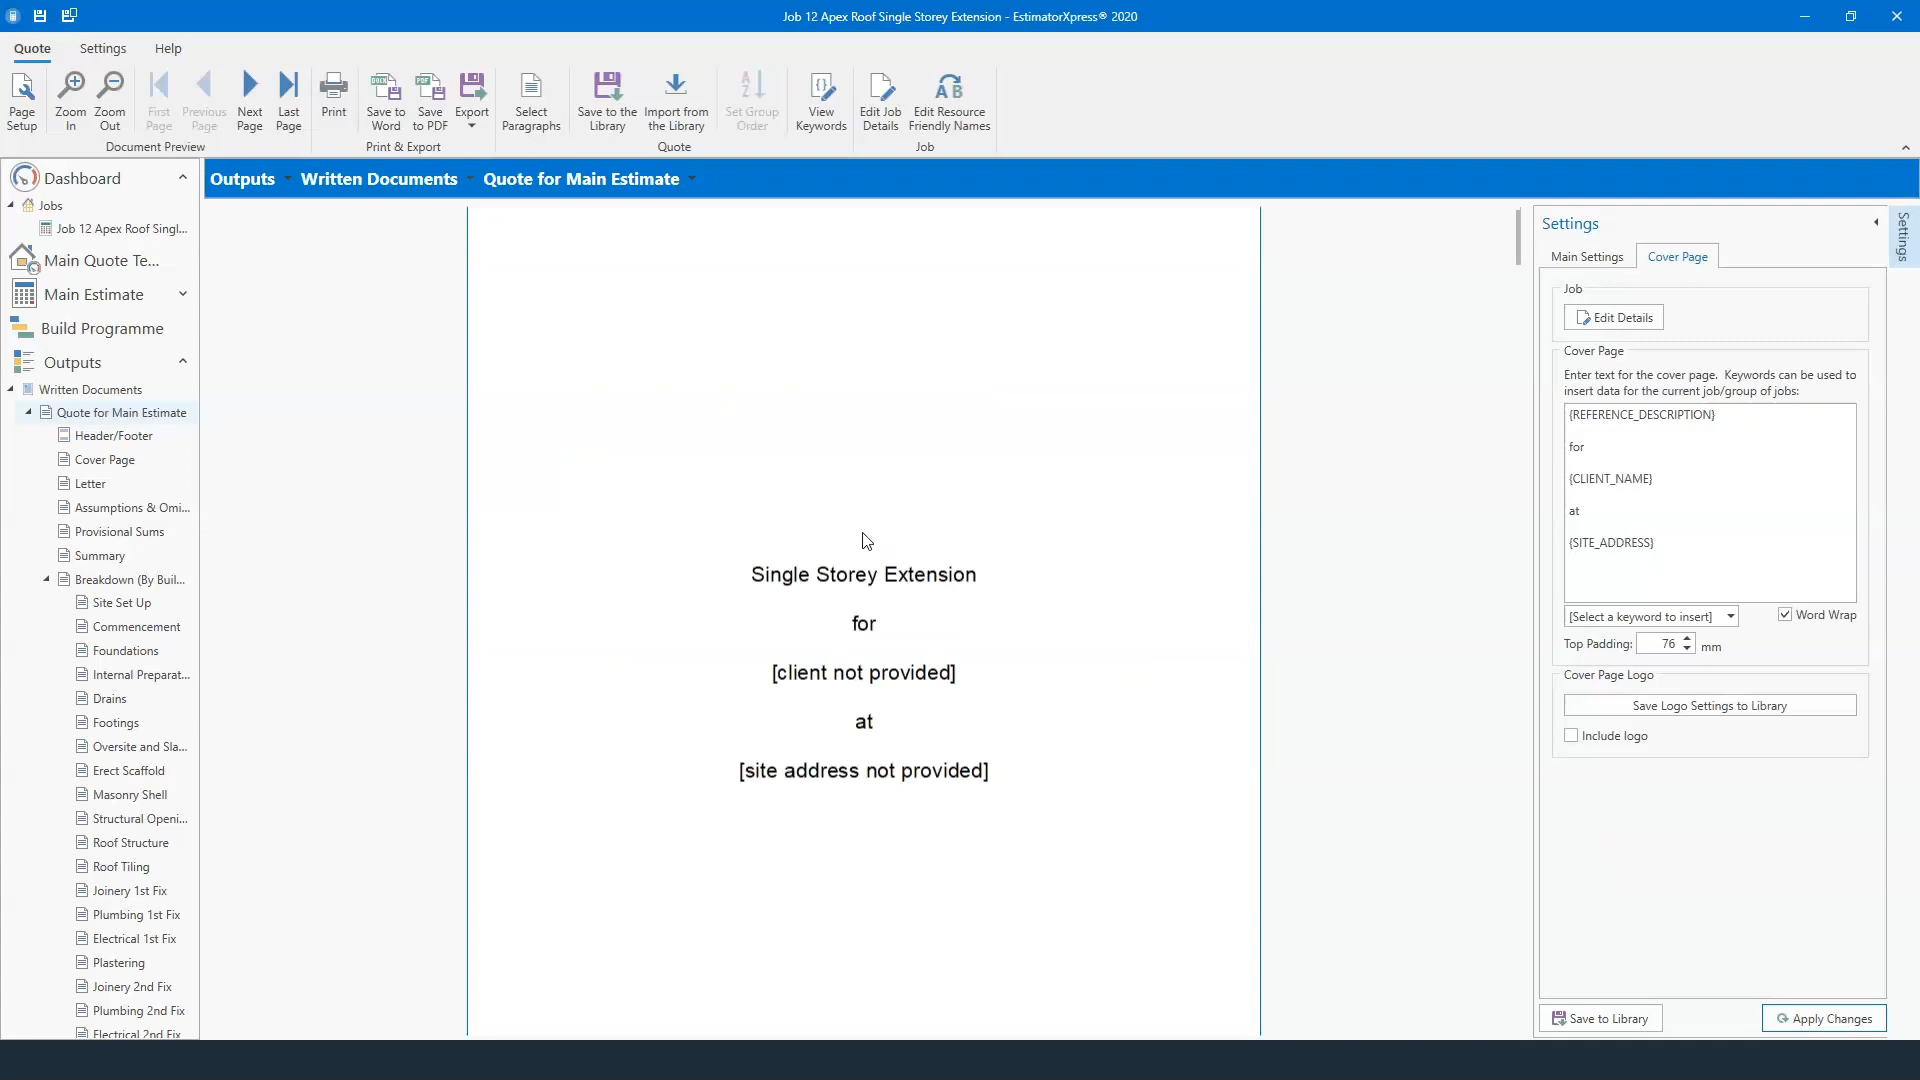 Job 12 Apex Roof Single Storey Extension - EstimatorXpress® 2020
Quote Settings Help
Page Setup
Zoom In
Zoom Out
First Page
Previous Page
Next Page
Last Page
Print
Save to Word
Save to PDF
Export
Select Paragraphs
Save to the Library
Import from the Library
Set Group Order
View Keywords
Edit Job Details
Edit Resource Friendly Names
Document Preview
Print & Export
Quote
Job
Dashboard
Jobs
Job 12 Apex Roof Singl...
Main Quote Te...
Main Estimate
Build Programme
Outputs
Written Documents
Quote for Main Estimate
Header/Footer
Cover Page
Letter
Assumptions & Omi...
Provisional Sums
Summary
Breakdown (By Buil...
Site Set Up
Commencement
Foundations
Internal Preparat...
Drains
Footings
Oversite and Sla...
Erect Scaffold
Masonry Shell
Structural Openi...
Roof Structure
Roof Tiling
Joinery 1st Fix
Plumbing 1st Fix
Electrical 1st Fix
Plastering
Joinery 2nd Fix
Plumbing 2nd Fix
Electrical 2nd Fix
Outputs Written Documents Quote for Main Estimate
Single Storey Extension
for
[client not provided]
at
[site address not provided]
Settings
Settings
Main Settings Cover Page
Job
Edit Details
Cover Page
Enter text for the cover page. Keywords can be used to
insert data for the current job/group of jobs:
{REFERENCE_DESCRIPTION}
for
{CLIENT_NAME}
at
{SITE_ADDRESS}
[Select a keyword to insert] Word Wrap
Top Padding: 76 mm
Cover Page Logo
Save Logo Settings to Library
Include logo
Save to Library Apply Changes